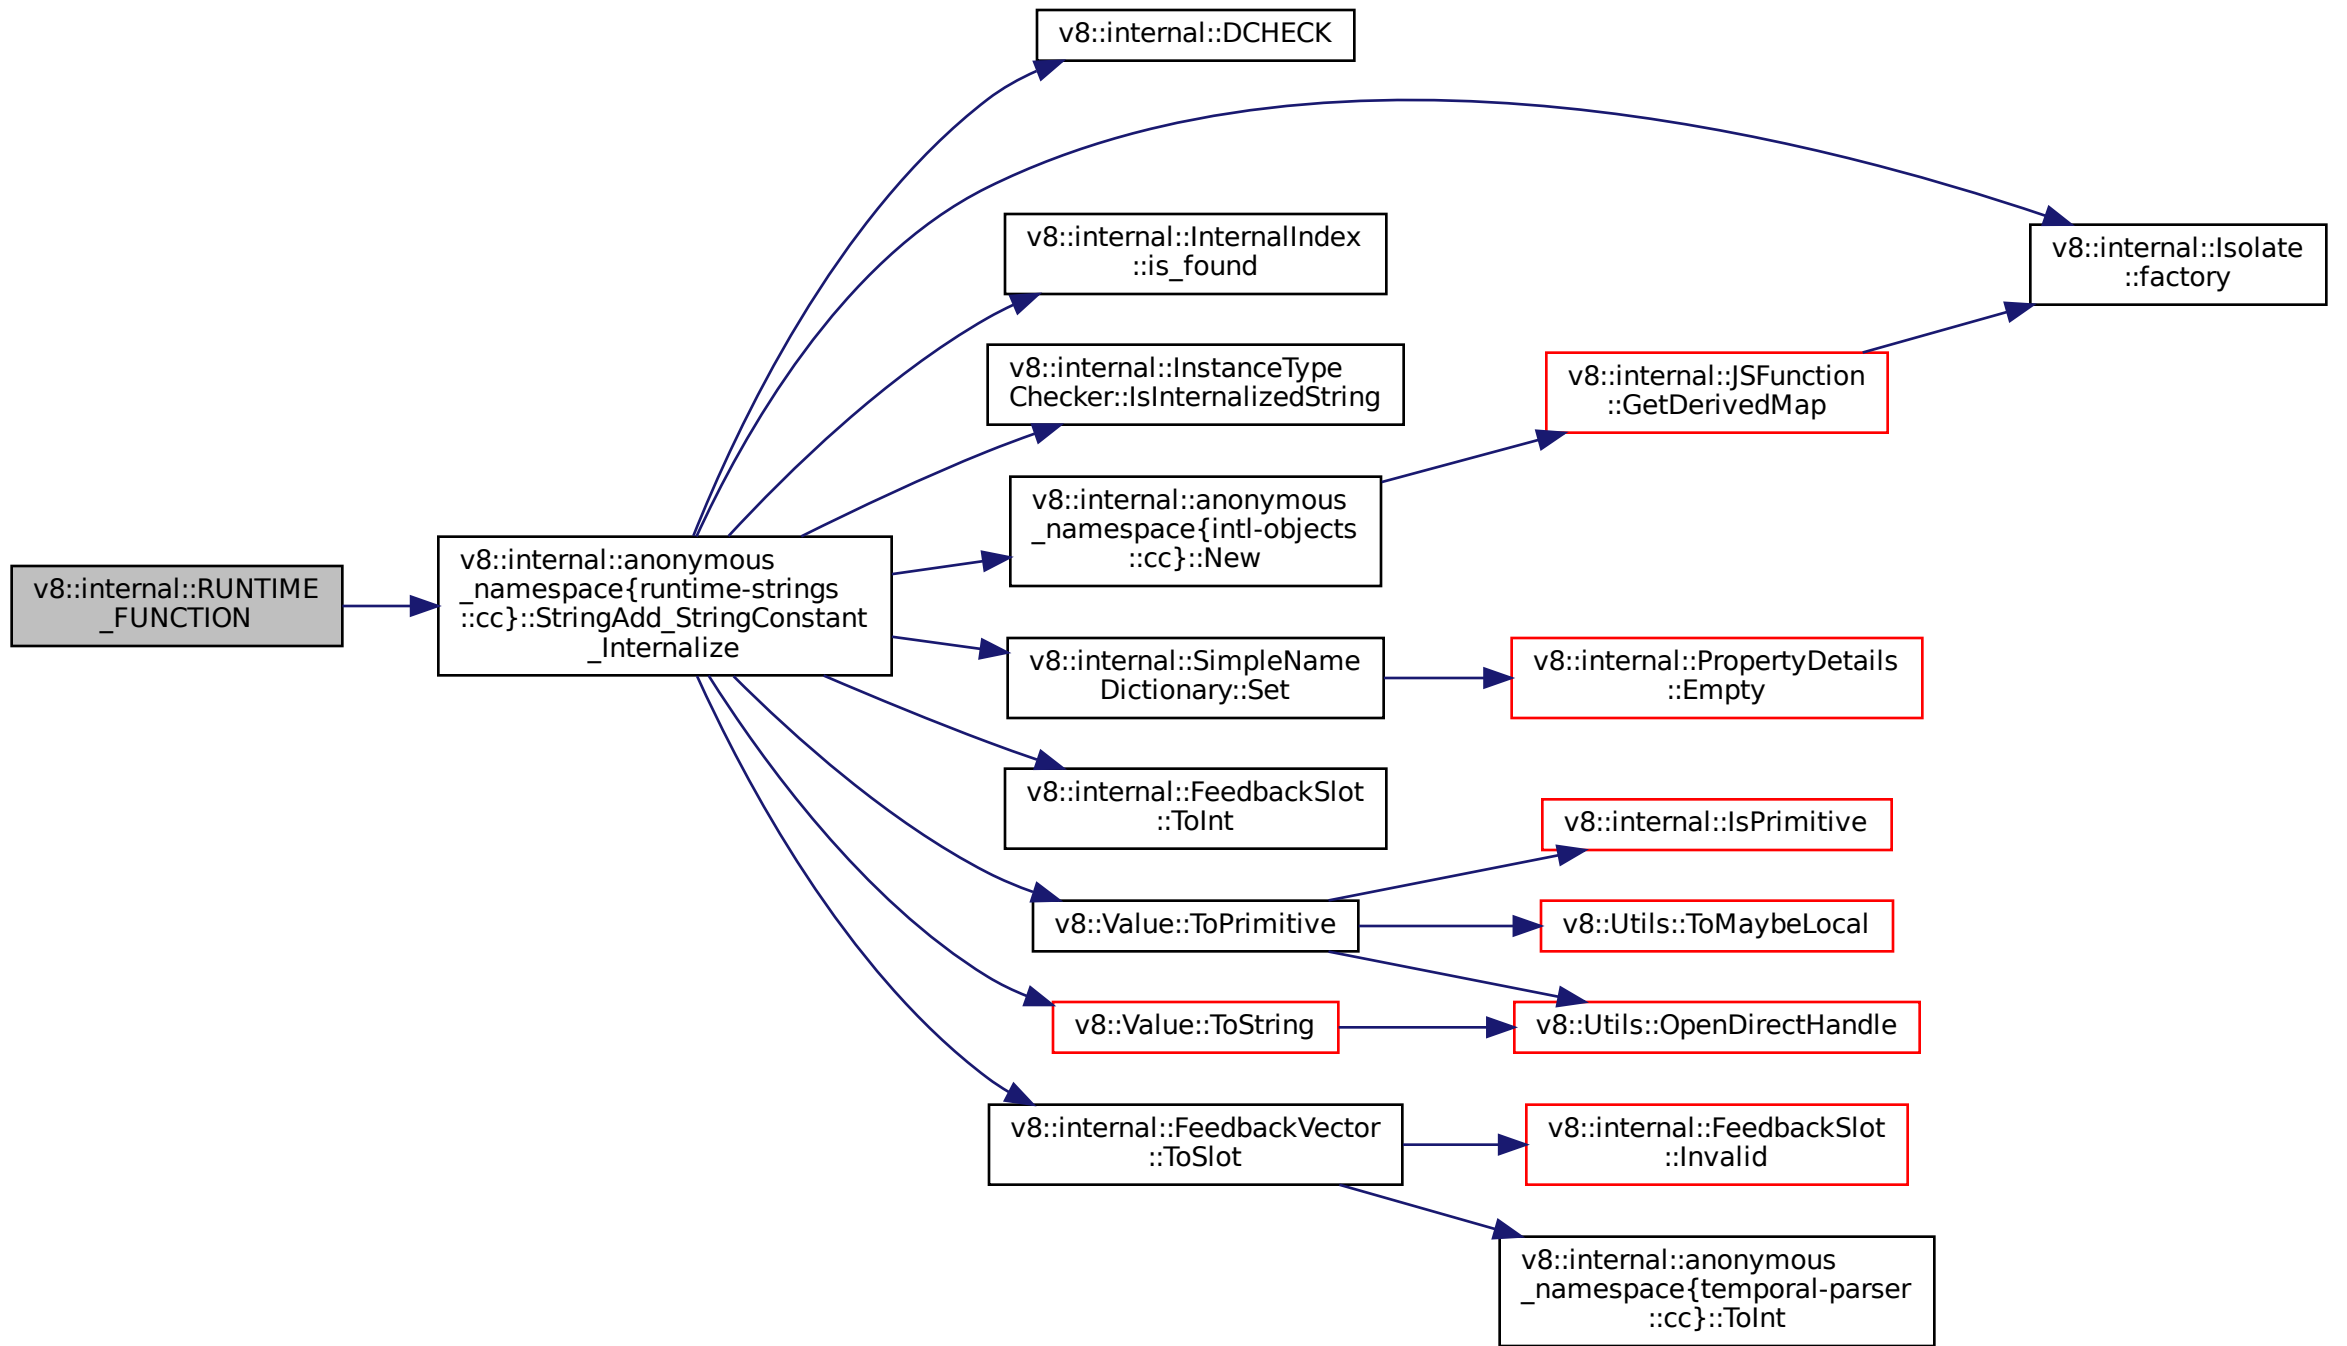 v8::internal::RUNTIME
_FUNCTION
v8::internal::anonymous
_namespace{runtime-strings
::cc}::StringAdd_StringConstant
_Internalize
v8::internal::DCHECK
v8::internal::Isolate
::factory
v8::internal::InternalIndex
::is_found
v8::internal::InstanceType
Checker::IsInternalizedString
v8::internal::anonymous
_namespace{intl-objects
::cc}::New
v8::internal::JSFunction
::GetDerivedMap
v8::internal::SimpleName
Dictionary::Set
v8::internal::PropertyDetails
::Empty
v8::internal::FeedbackSlot
::ToInt
v8::Value::ToPrimitive
v8::internal::IsPrimitive
v8::Utils::ToMaybeLocal
v8::Utils::OpenDirectHandle
v8::Value::ToString
v8::internal::FeedbackVector
::ToSlot
v8::internal::FeedbackSlot
::Invalid
v8::internal::anonymous
_namespace{temporal-parser
::cc}::ToInt